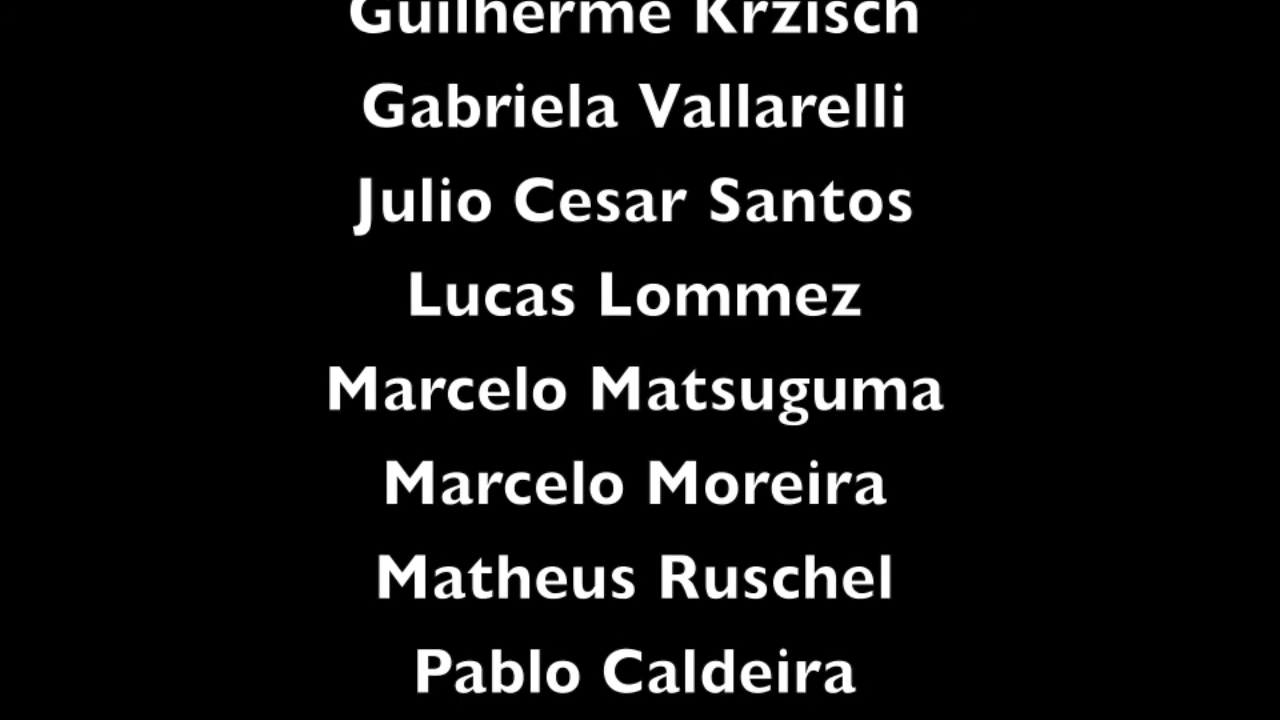 Guilherme Krzisch
Gabriela Vallarelli
Julio Cesar Santos
Lucas Lommez
Marcelo Matsuguma
Marcelo Moreira
Matheus Ruschel
Pablo Caldeira